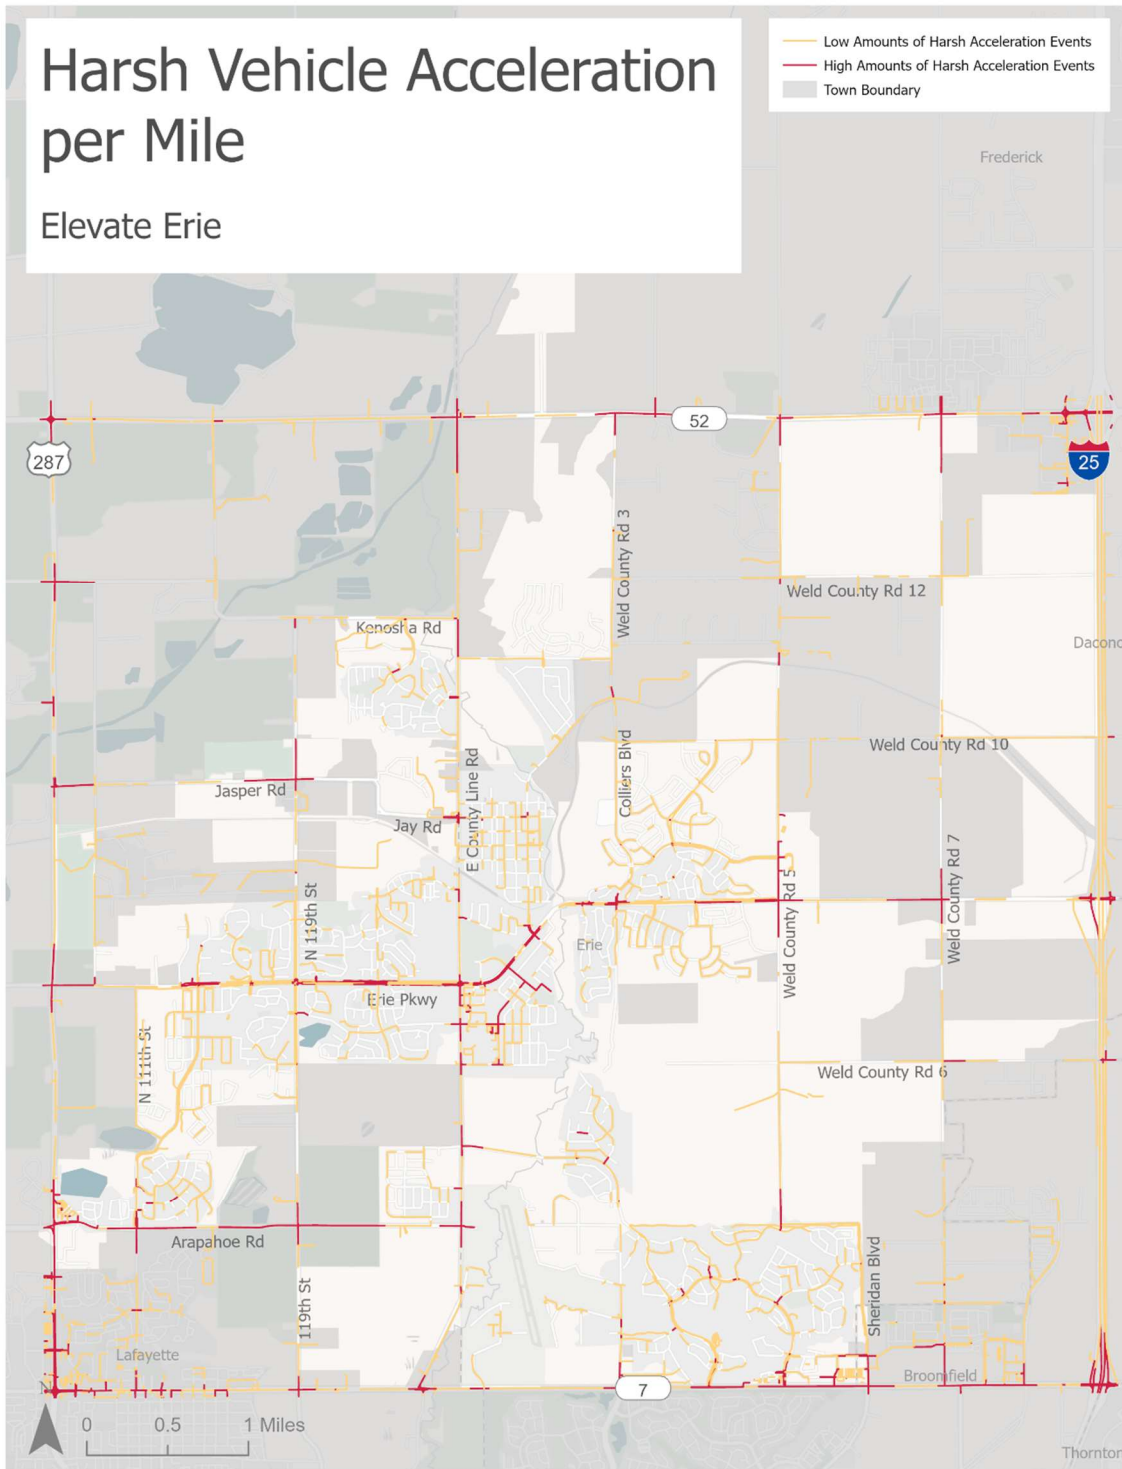 Harsh Vehicle Acceleration
per Mile
Elevate Erie
Low Amounts of Harsh Acceleration Events
High Amounts of Harsh Acceleration Events
Town Boundary
Frederick
52
287
25
Weld County Rd 3
Weld County Rd 12
Kenosha Rd
Dacono
Weld County Rd 10
Colliers Blvd
E County Line Rd
Jasper Rd
Jay Rd
Weld County Rd 7
Weld County Rd 5
N 119th St
Erie
Erie Pkwy
N 111th St
Weld County Rd 6
Arapahoe Rd
Sheridan Blvd
119th St
Lafayette
Broomfield
7
N
0 0.5 1 Miles
Thornton